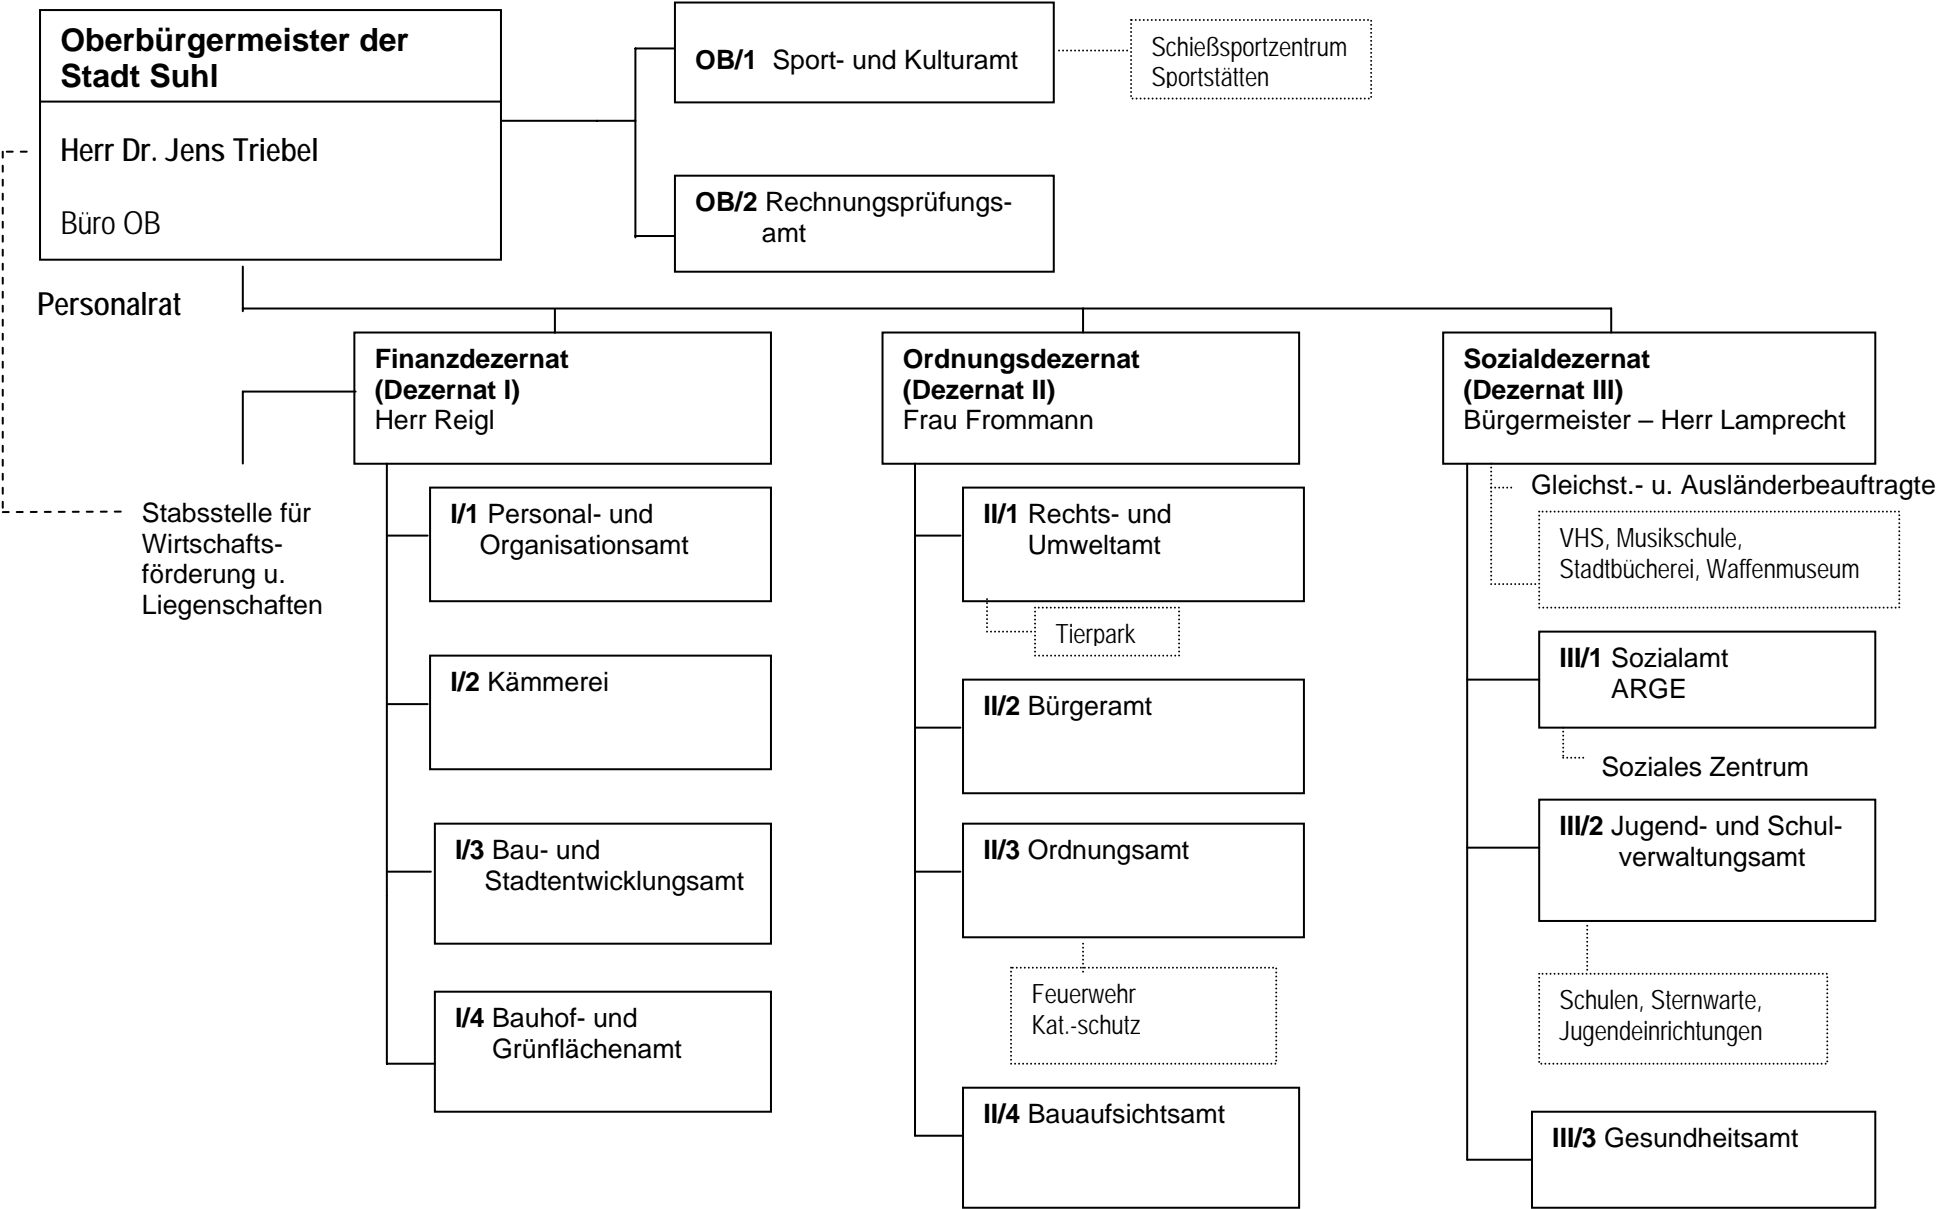 Oberbürgermeister der
Stadt Suhl
Herr Dr. Jens Triebel
Büro OB
OB/1 Sport- und Kulturamt
Schießsportzentrum
Sportstätten
OB/2 Rechnungsprüfungs-
amt
Personalrat
Finanzdezernat
(Dezernat I)
Herr Reigl
Stabsstelle für
Wirtschafts-
förderung u.
Liegenschaften
I/1 Personal- und
Organisationsamt
I/2 Kämmerei
I/3 Bau- und
Stadtentwicklungsamt
I/4 Bauhof- und
Grünflächenamt
Ordnungsdezernat
(Dezernat II)
Frau Frommann
II/1 Rechts- und
Umweltamt
Tierpark
II/2 Bürgeramt
II/3 Ordnungsamt
Feuerwehr
Kat.-schutz
II/4 Bauaufsichtsamt
Sozialdezernat
(Dezernat III)
Bürgermeister – Herr Lamprecht
Gleichst.- u. Ausländerbeauftragte
VHS, Musikschule,
Stadtbücherei, Waffenmuseum
III/1 Sozialamt
ARGE
Soziales Zentrum
III/2 Jugend- und Schul-
verwaltungsamt
Schulen, Sternwarte,
Jugendeinrichtungen
III/3 Gesundheitsamt